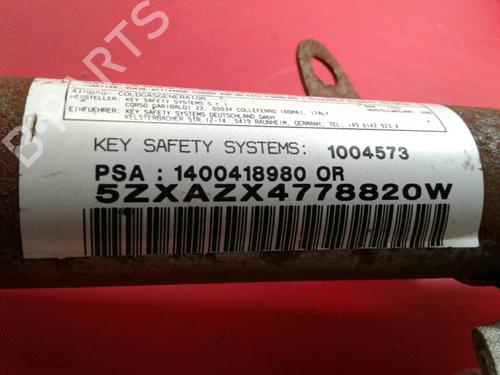 AIRBAG- COLDGASGENERATOR
HERSTELLER: KEY SAFETY SYSTEMS S.r.l
CORSO GARIBALDI 22, 00034 COLLEFERRO (ROMA), ITALY
EINFUEHRER: KEY SAFETY SYSTEMS DEUTSCHLAND GmbH
KELSTERBACHER STR. 12-14 5479 RAUNHEIM, GERMANY TEL: +49 6142 923 4
KEY SAFETY SYSTEMS: 1004573
PSA : 1400418980 OR
5ZXAZX4778820W